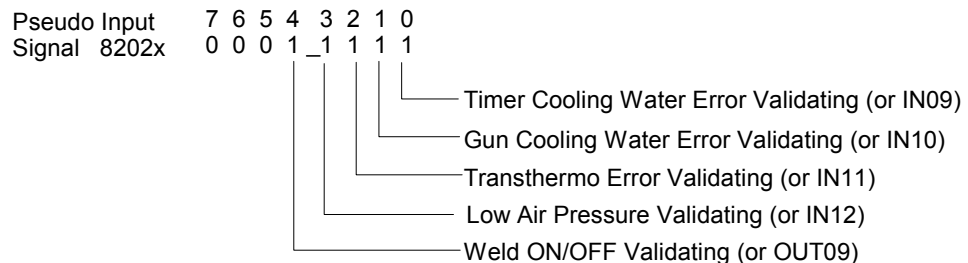 Pseudo Input 7 6 5 4 3 2 1 0
Signal 8202x 0 0 0 1 _1 1 1 1
Timer Cooling Water Error Validating (or IN09)
Gun Cooling Water Error Validating (or IN10)
Transthermo Error Validating (or IN11)
Low Air Pressure Validating (or IN12)
Weld ON/OFF Validating (or OUT09)